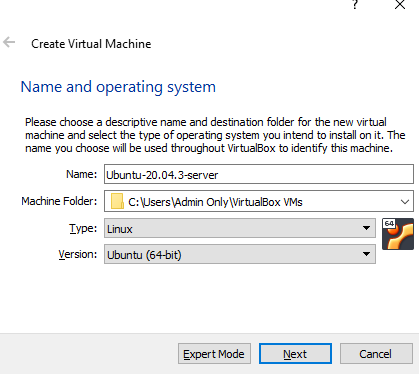 ?
Create Virtual Machine
Name and operating system
Please choose a descriptive name and destination folder for the new virtual
machine and select the type of operating system you intend to install on it. The
name you choose will be used throughout VirtualBox to identify this machine.
Name: Ubuntu-20.04.3-server
Machine Folder: C:\Users\Admin Only\VirtualBox VMs
Type: Linux
64
Version: Ubuntu (64-bit)
Expert Mode Next Cancel